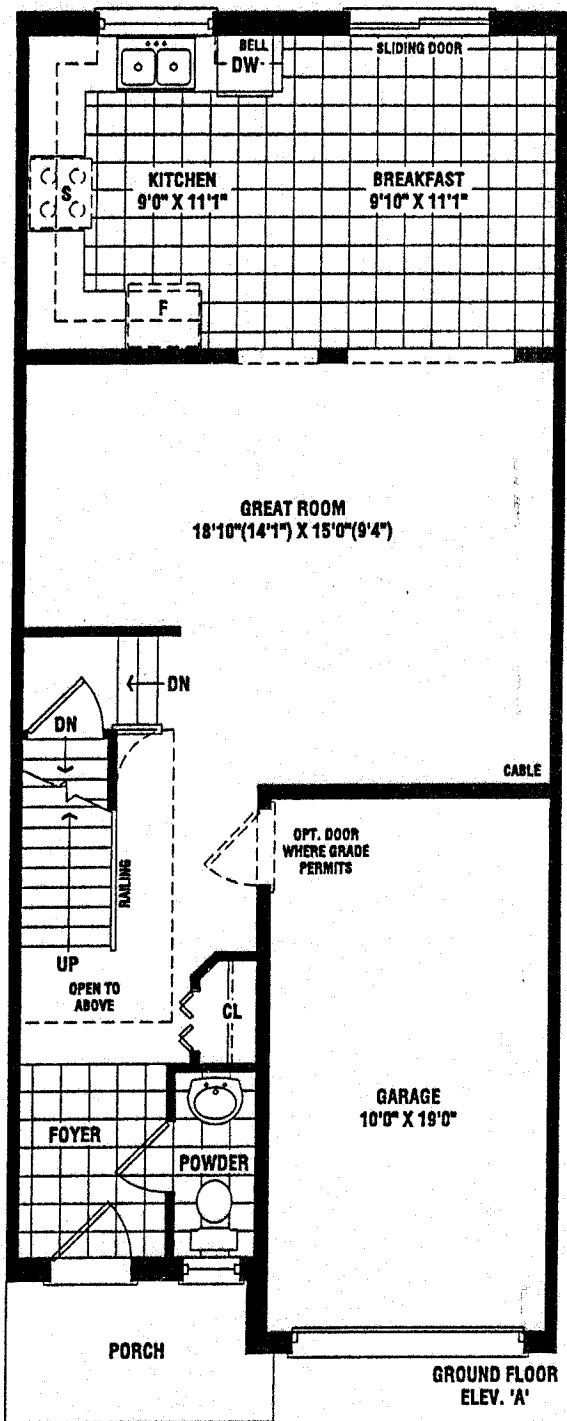 BELL
DW
SLIDING DOOR
S
KITCHEN
9'0" X 11'1"
BREAKFAST
9'10" X 11'1"
F
GREAT ROOM
18'10"(14'1") X 15'0"(9'4")
DN
DN
CABLE
OPT. DOOR
WHERE GRADE
PERMITS
RAILING
UP
OPEN TO
ABOVE
CL
GARAGE
10'0" X 19'0"
FOYER
POWDER
PORCH
GROUND FLOOR
ELEV. 'A'